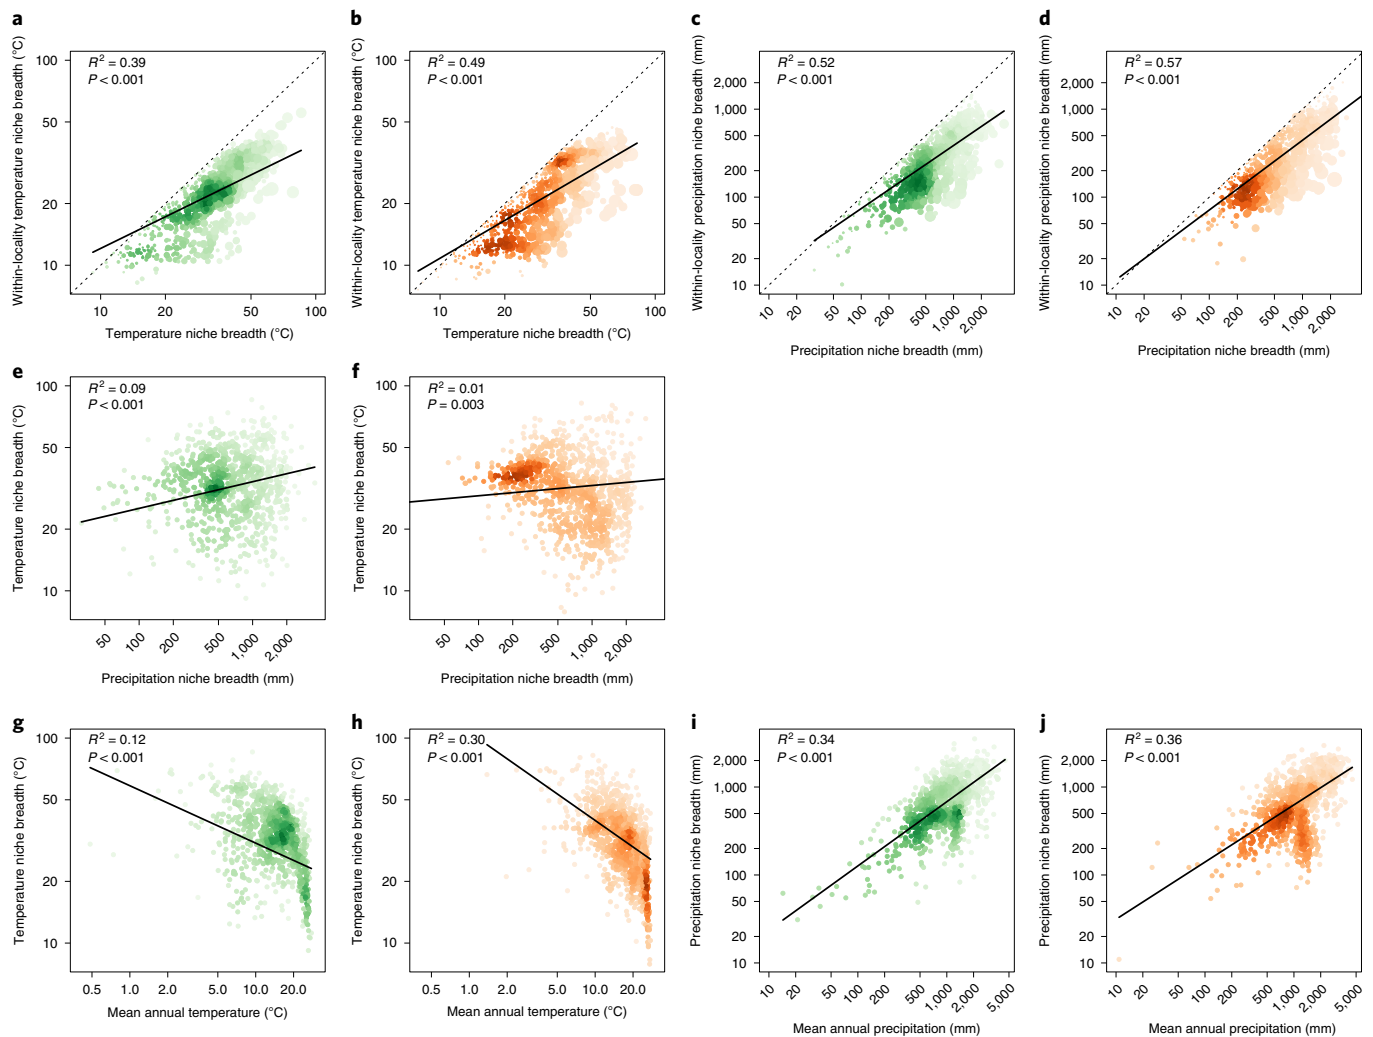 a
R² = 0.39
P < 0.001
Within-locality temperature niche breadth (°C)
100
50
20
10
10 20 50 100
Temperature niche breadth (°C)
b
R² = 0.49
P < 0.001
Within-locality temperature niche breadth (°C)
100
50
20
10
10 20 50 100
Temperature niche breadth (°C)
c
R² = 0.52
P < 0.001
Within-locality precipitation niche breadth (mm)
2,000
1,000
500
200
100
50
20
10
10 20 50 100 200 500 1,000 2,000
Precipitation niche breadth (mm)
d
R² = 0.57
P < 0.001
Within-locality precipitation niche breadth (mm)
2,000
1,000
500
200
100
50
20
10
10 20 50 100 200 500 1,000 2,000
Precipitation niche breadth (mm)
e
R² = 0.09
P < 0.001
Temperature niche breadth (°C)
100
50
20
10
50 100 200 500 1,000 2,000
Precipitation niche breadth (mm)
f
R² = 0.01
P = 0.003
Temperature niche breadth (°C)
100
50
20
10
50 100 200 500 1,000 2,000
Precipitation niche breadth (mm)
g
R² = 0.12
P < 0.001
Temperature niche breadth (°C)
100
50
20
10
0.5 1.0 2.0 5.0 10.0 20.0
Mean annual temperature (°C)
h
R² = 0.30
P < 0.001
Temperature niche breadth (°C)
100
50
20
10
0.5 1.0 2.0 5.0 10.0 20.0
Mean annual temperature (°C)
i
R² = 0.34
P < 0.001
Precipitation niche breadth (mm)
2,000
1,000
500
200
100
50
20
10
10 20 50 100 200 500 1,000 2,000 5,000
Mean annual precipitation (mm)
j
R² = 0.36
P < 0.001
Precipitation niche breadth (mm)
2,000
1,000
500
200
100
50
20
10
10 20 50 100 200 500 1,000 2,000 5,000
Mean annual precipitation (mm)